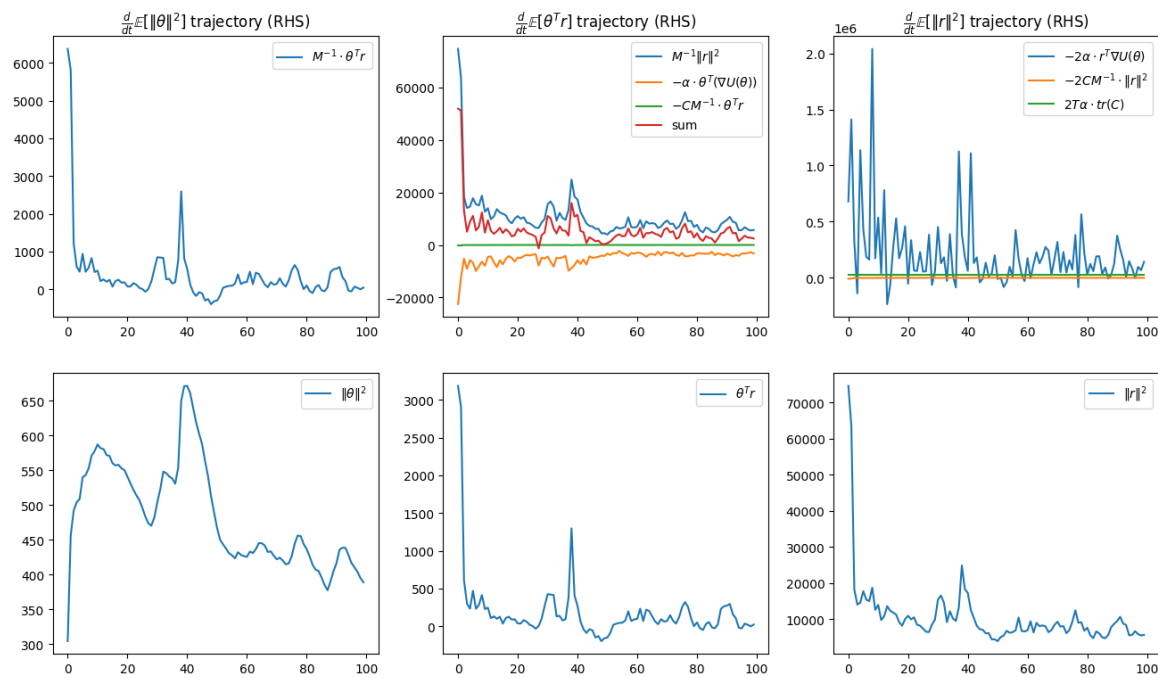 d/dt 𝔼[‖θ‖²] trajectory (RHS)
M⁻¹ · θᵀr
6000
5000
4000
3000
2000
1000
0
0 20 40 60 80 100
d/dt 𝔼[θᵀr] trajectory (RHS)
M⁻¹‖r‖²
−α · θᵀ(∇U(θ))
−CM⁻¹ · θᵀr
sum
60000
40000
20000
0
−20000
0 20 40 60 80 100
d/dt 𝔼[‖r‖²] trajectory (RHS)
1e6
−2α · rᵀ∇U(θ)
−2CM⁻¹ · ‖r‖²
2Tα · tr(C)
2.0
1.5
1.0
0.5
0.0
0 20 40 60 80 100
‖θ‖²
650
600
550
500
450
400
350
300
0 20 40 60 80 100
θᵀr
3000
2500
2000
1500
1000
500
0
0 20 40 60 80 100
‖r‖²
70000
60000
50000
40000
30000
20000
10000
0 20 40 60 80 100